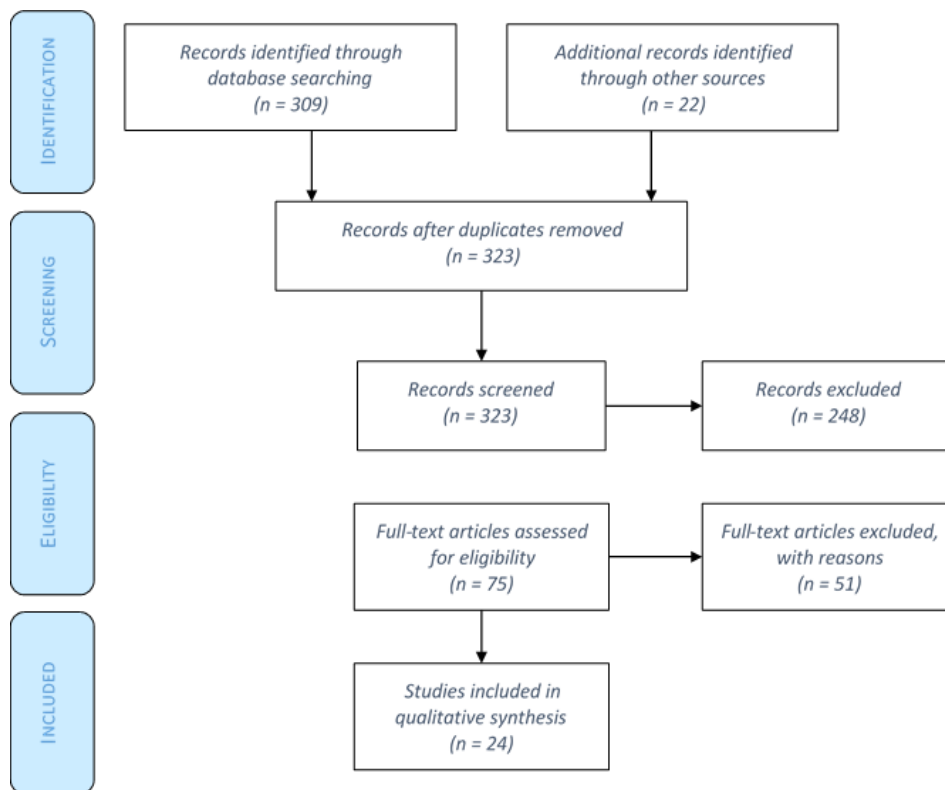 IDENTIFICATION
Records identified through
database searching
(n = 309)
Additional records identified
through other sources
(n = 22)
SCREENING
Records after duplicates removed
(n = 323)
Records screened
(n = 323)
Records excluded
(n = 248)
ELIGIBILITY
Full-text articles assessed
for eligibility
(n = 75)
Full-text articles excluded,
with reasons
(n = 51)
INCLUDED
Studies included in
qualitative synthesis
(n = 24)